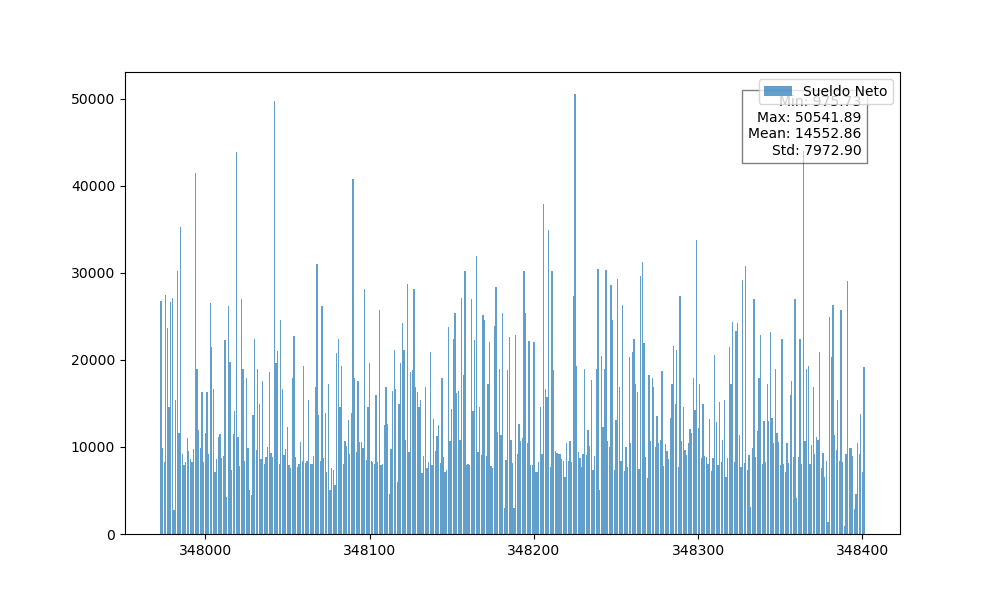 50000
40000
30000
20000
10000
0
348000
348100
348200
348300
348400
Sueldo Neto
Min: 975.73
Max: 50541.89
Mean: 14552.86
Std: 7972.90